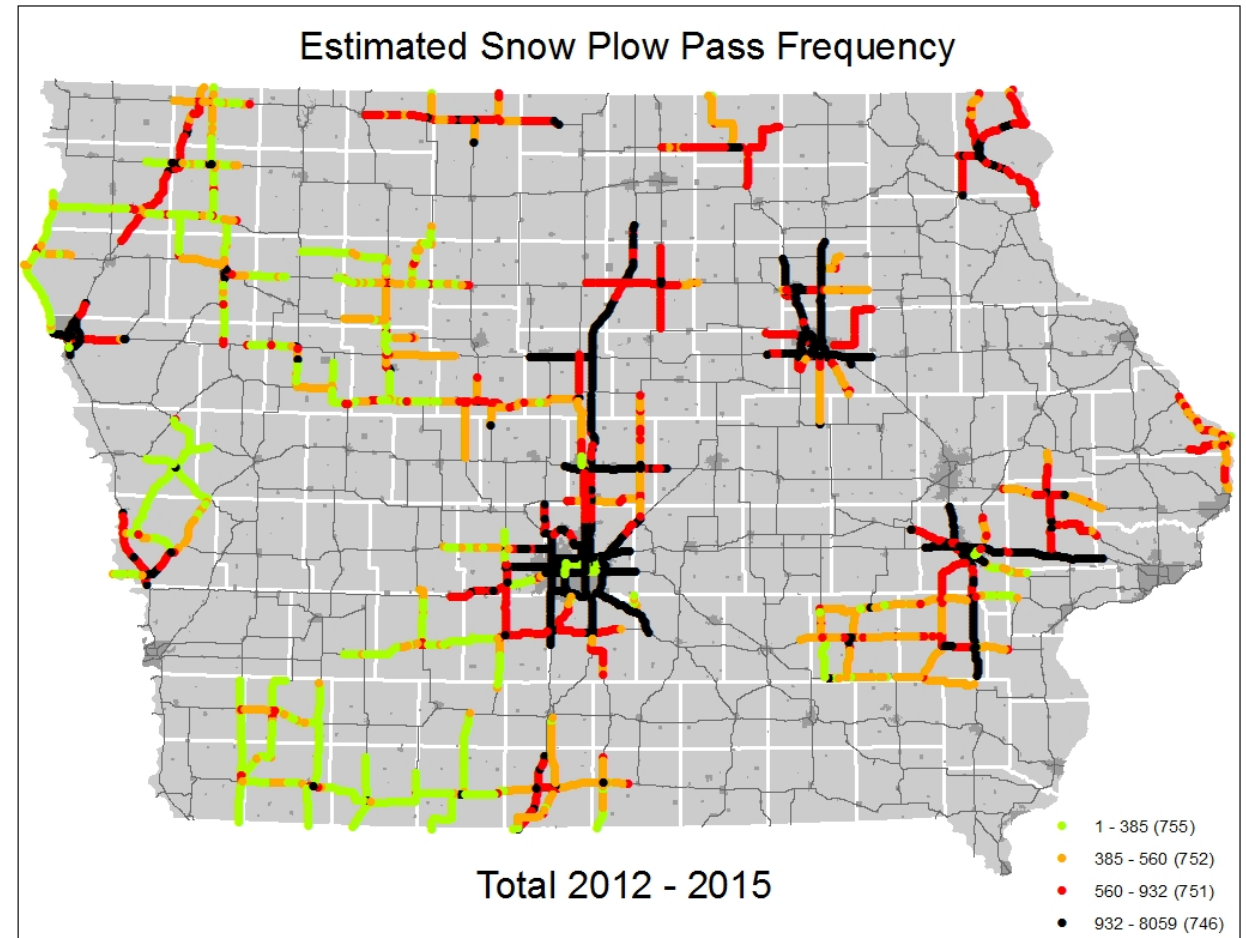 Estimated Snow Plow Pass Frequency
1 - 385 (755)
385 - 560 (752)
560 - 932 (751)
932 - 8059 (746)
Total 2012 - 2015